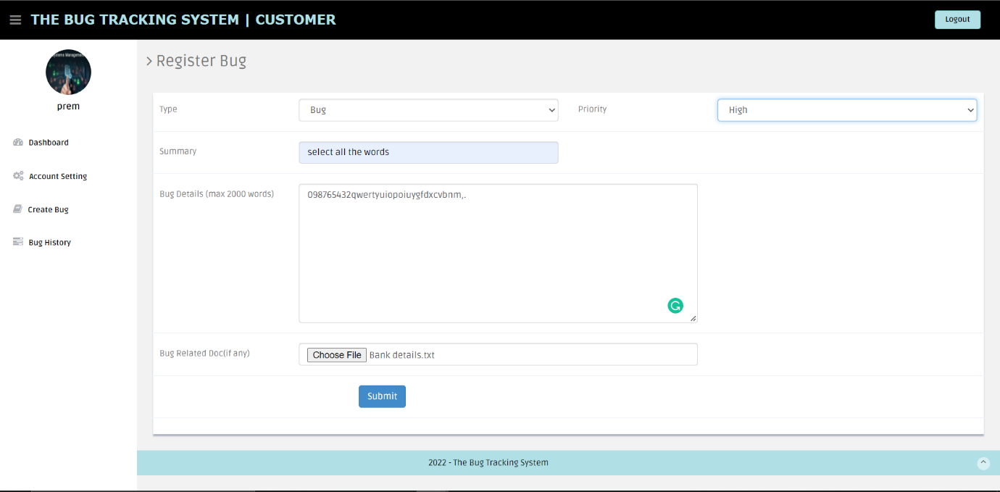 THE BUG TRACKING SYSTEM | CUSTOMER
Logout
prem
Dashboard
Account Setting
Create Bug
Bug History
> Register Bug
Type
Bug
Priority
High
Summary
select all the words
Bug Details (max 2000 words)
098765432qwertyuiopoiuygfdxcvbnm,.
Bug Related Doc(if any)
Choose File Bank details.txt
Submit
2022 - The Bug Tracking System